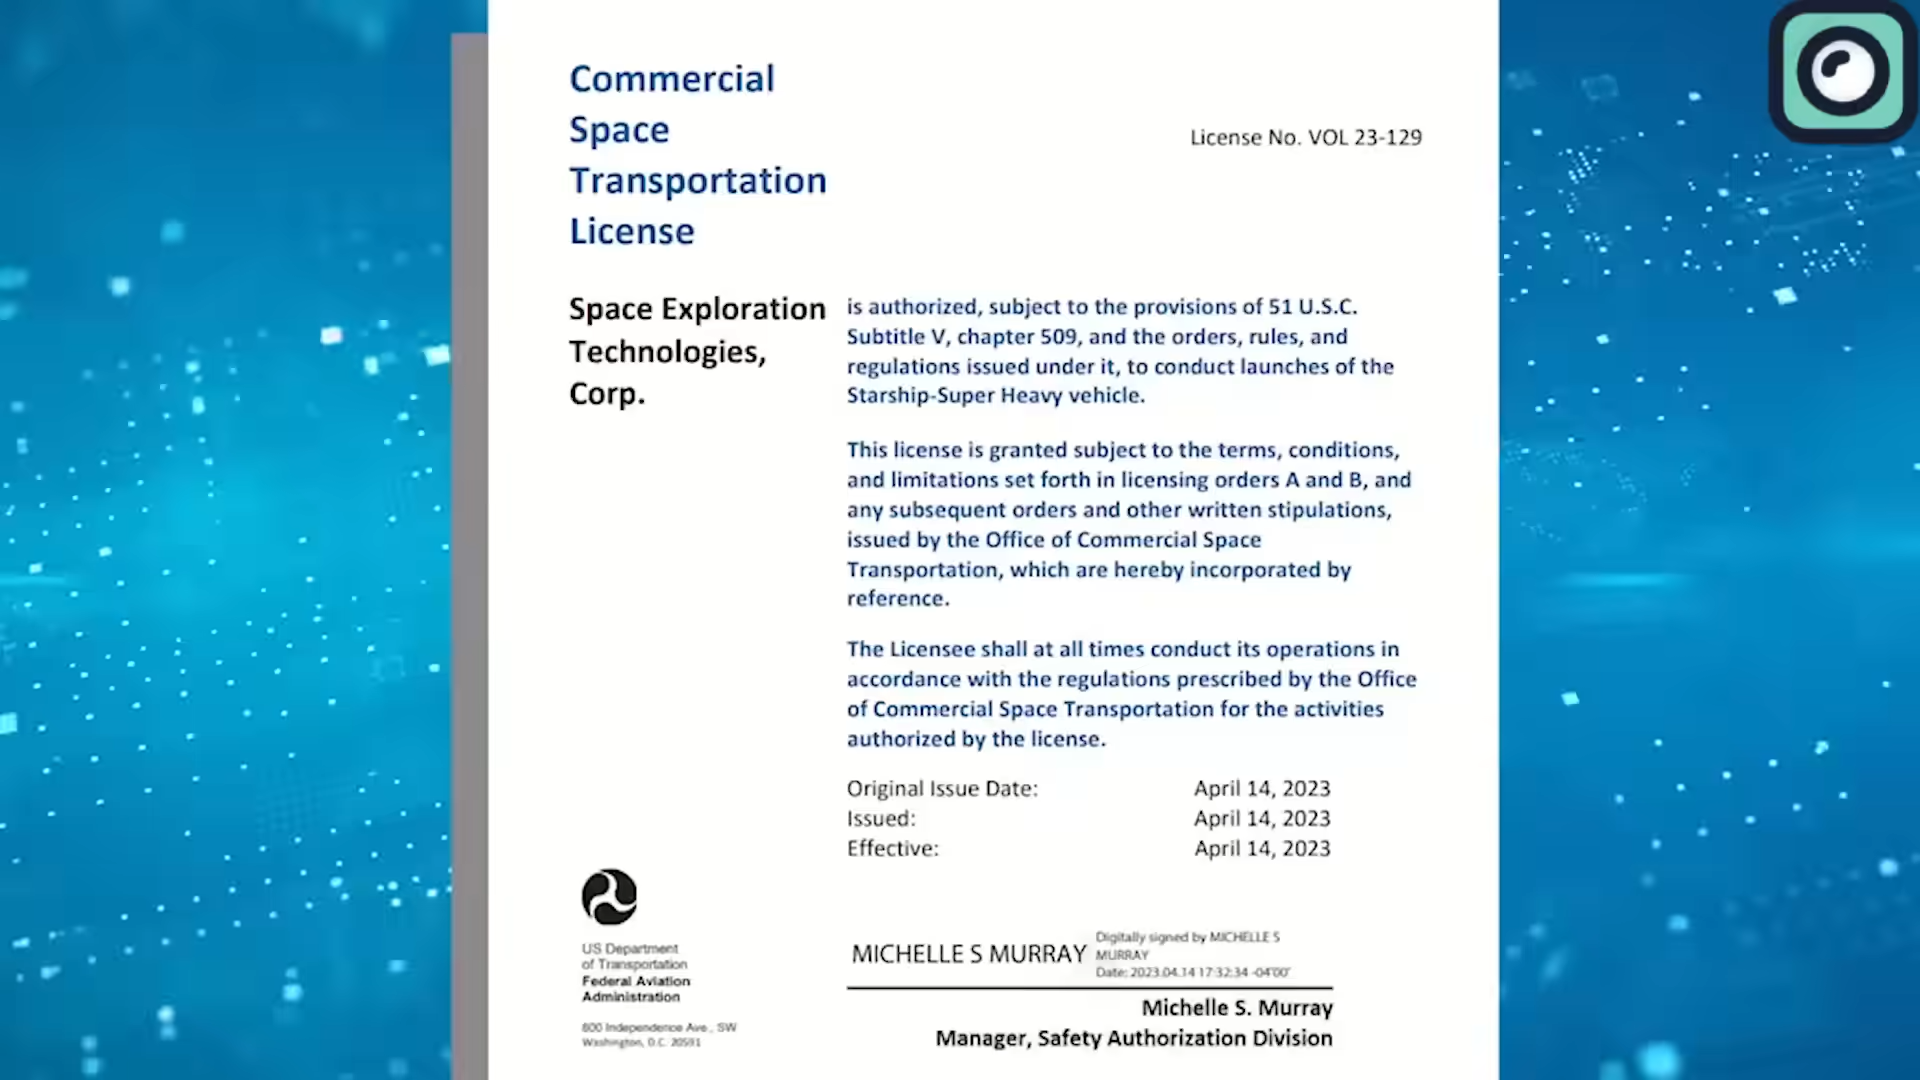 Commercial
Space
Transportation
License
License No. VOL 23-129
Space Exploration
Technologies,
Corp.
is authorized, subject to the provisions of 51 U.S.C.
Subtitle V, chapter 509, and the orders, rules, and
regulations issued under it, to conduct launches of the
Starship-Super Heavy vehicle.
This license is granted subject to the terms, conditions,
and limitations set forth in licensing orders A and B, and
any subsequent orders and other written stipulations,
issued by the Office of Commercial Space
Transportation, which are hereby incorporated by
reference.
The Licensee shall at all times conduct its operations in
accordance with the regulations prescribed by the Office
of Commercial Space Transportation for the activities
authorized by the license.
Original Issue Date: April 14, 2023
Issued: April 14, 2023
Effective: April 14, 2023
US Department
of Transportation
Federal Aviation
Administration
800 Independence Ave., SW
Washington, D.C. 20591
MICHELLE S MURRAY
Digitally signed by MICHELLE S
MURRAY
Date: 2023.04.14 17:32:34 -04'00'
Michelle S. Murray
Manager, Safety Authorization Division